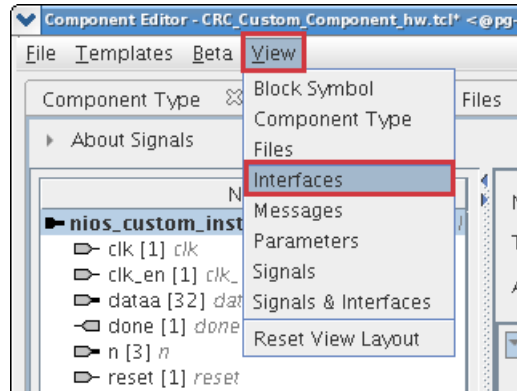 Component Editor - CRC_Custom_Component_hw.tcl* <@pg-
File Templates Beta View
Component Type Files
About Signals
Block Symbol
Component Type
Files
Interfaces
Messages
Parameters
Signals
Signals & Interfaces
Reset View Layout
N
nios_custom_inst
clk [1] clk
clk_en [1] clk_
dataa [32] dat
done [1] done
n [3] n
reset [1] reset